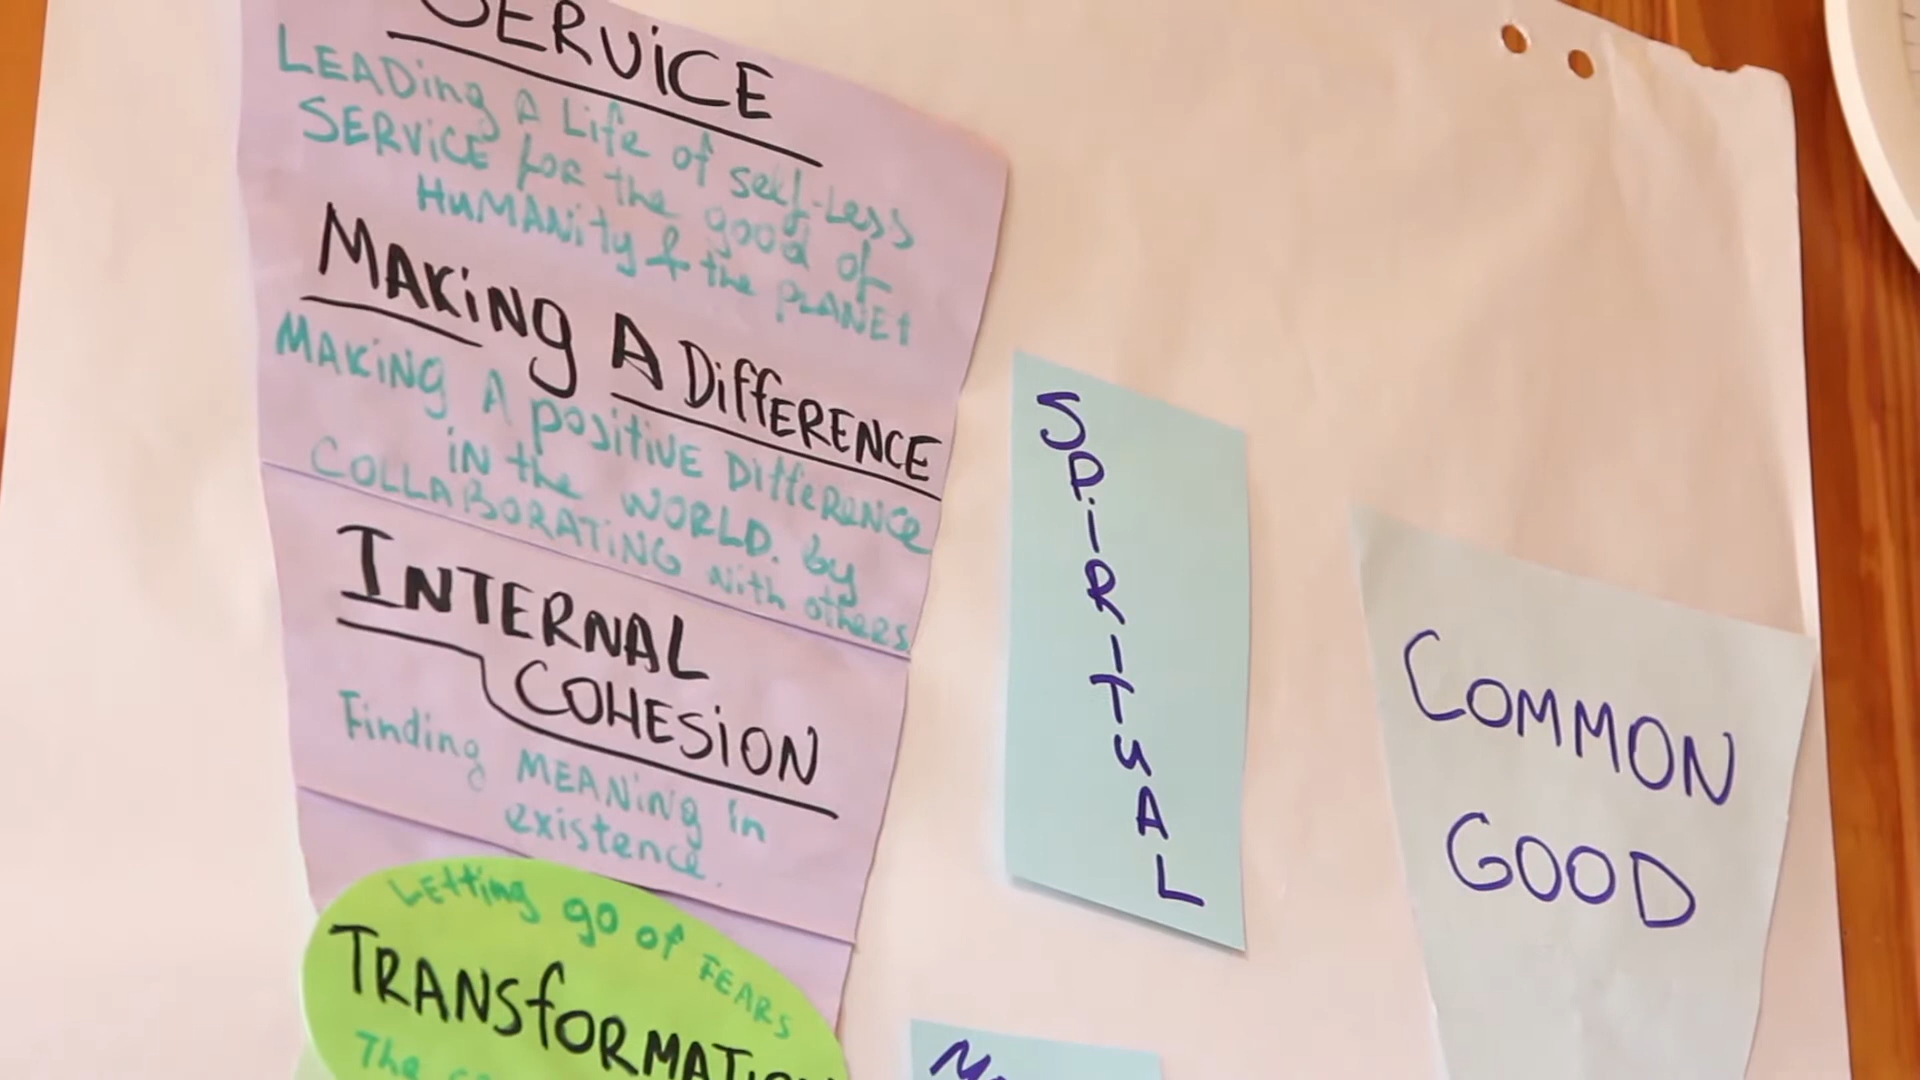 SERViCE
LEADing A Life of self-Less
SERViCE foR the good of
HuMANity & the PLANEt
MAKiNg A DiffERENCE
MAKiNg A positive DiffeRence
iN the WORLD. by
COLLABORATiNG with otheRs
INTERNAL
COHESiON
Finding MEANiNg in
existence.
Letting go of FEARS
TRANSfORMATiO
The
SPIRITUAL
COMMON
GOOD